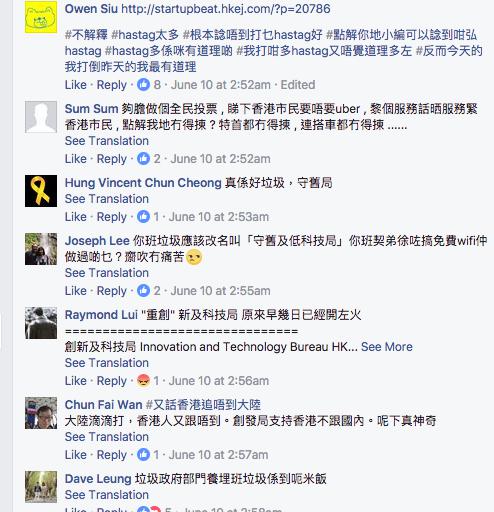 Owen Siu http://startupbeat.hkej.com/?p=20786
#不解釋 #hastag太多 #根本諗唔到打乜hastag好 #點解你地小編可以諗到咁弘
hastag #hastag多係咪有道理啲 #我打咁多hastag又唔覺道理多左 #反而今天的
我打倒昨天的我最有道理
Like · Reply · 8 · June 10 at 2:52am · Edited
Sum Sum 夠膽做個全民投票 , 睇下香港市民要唔要uber , 黎個服務話晒服務緊
香港市民 , 點解我地冇得揀 ? 特首都冇得揀 , 連搭車都冇得揀 ......
See Translation
Like · Reply · 2 · June 10 at 2:52am
Hung Vincent Chun Cheong 真係好垃圾，守舊局
See Translation
Like · Reply · 1 · June 10 at 2:53am
Joseph Lee 你班垃圾應該改名叫「守舊及低科技局」你班契弟徐咗搞免費wifi仲
做過啲乜？齋吹冇痛苦
See Translation
Like · Reply · 2 · June 10 at 2:55am
Raymond Lui "重創" 新及科技局 原來早幾日已經開左火
===============================
創新及科技局 Innovation and Technology Bureau HK... See More
Like · Reply · 1 · June 10 at 2:56am
Chun Fai Wan #又話香港追唔到大陸
大陸滴滴打，香港人又跟唔到。創發局支持香港不跟國內。呢下真神奇
See Translation
Like · Reply · 1 · June 10 at 2:57am
Dave Leung 垃圾政府部門養埋班垃圾係到呃米飯
See Translation
Like · Reply · 5 · June 10 at 2:58am